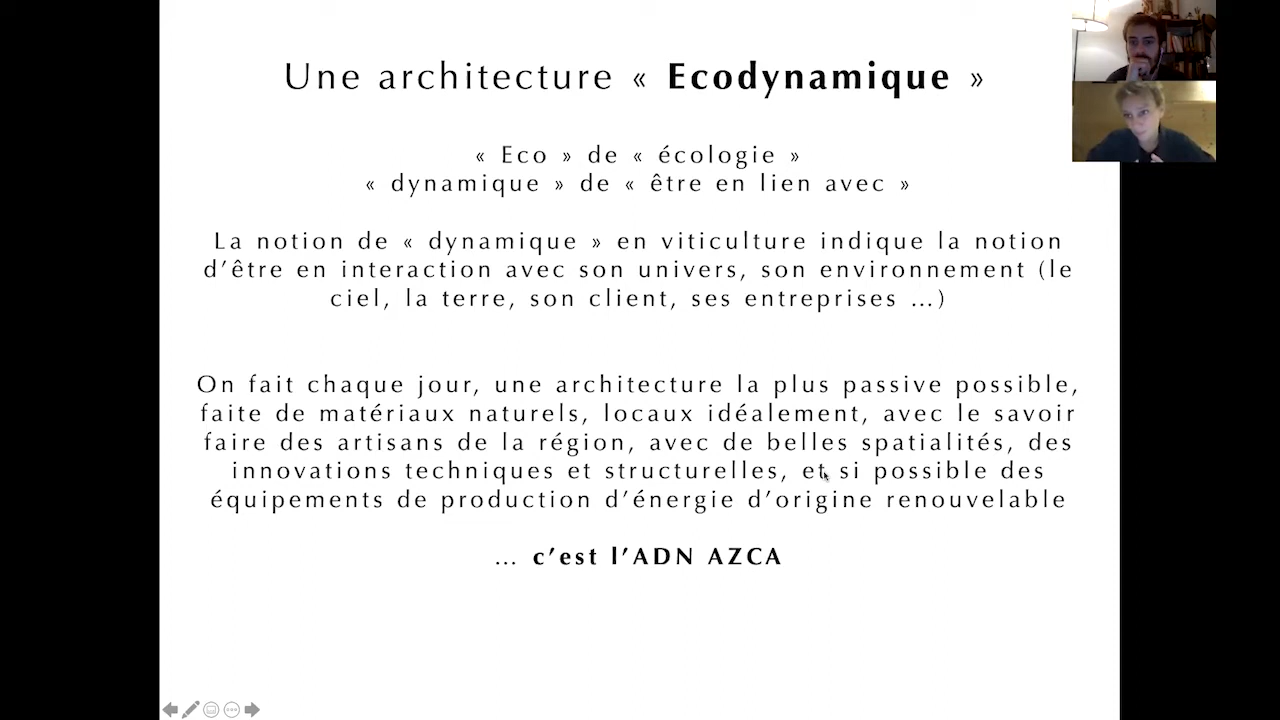 Une architecture « Ecodynamique »
« Eco » de « écologie »
« dynamique » de « être en lien avec »
La notion de « dynamique » en viticulture indique la notion
d’être en interaction avec son univers, son environnement (le
ciel, la terre, son client, ses entreprises …)
On fait chaque jour, une architecture la plus passive possible,
faite de matériaux naturels, locaux idéalement, avec le savoir
faire des artisans de la région, avec de belles spatialités, des
innovations techniques et structurelles, et si possible des
équipements de production d’énergie d’origine renouvelable
… c’est l’ADN AZCA